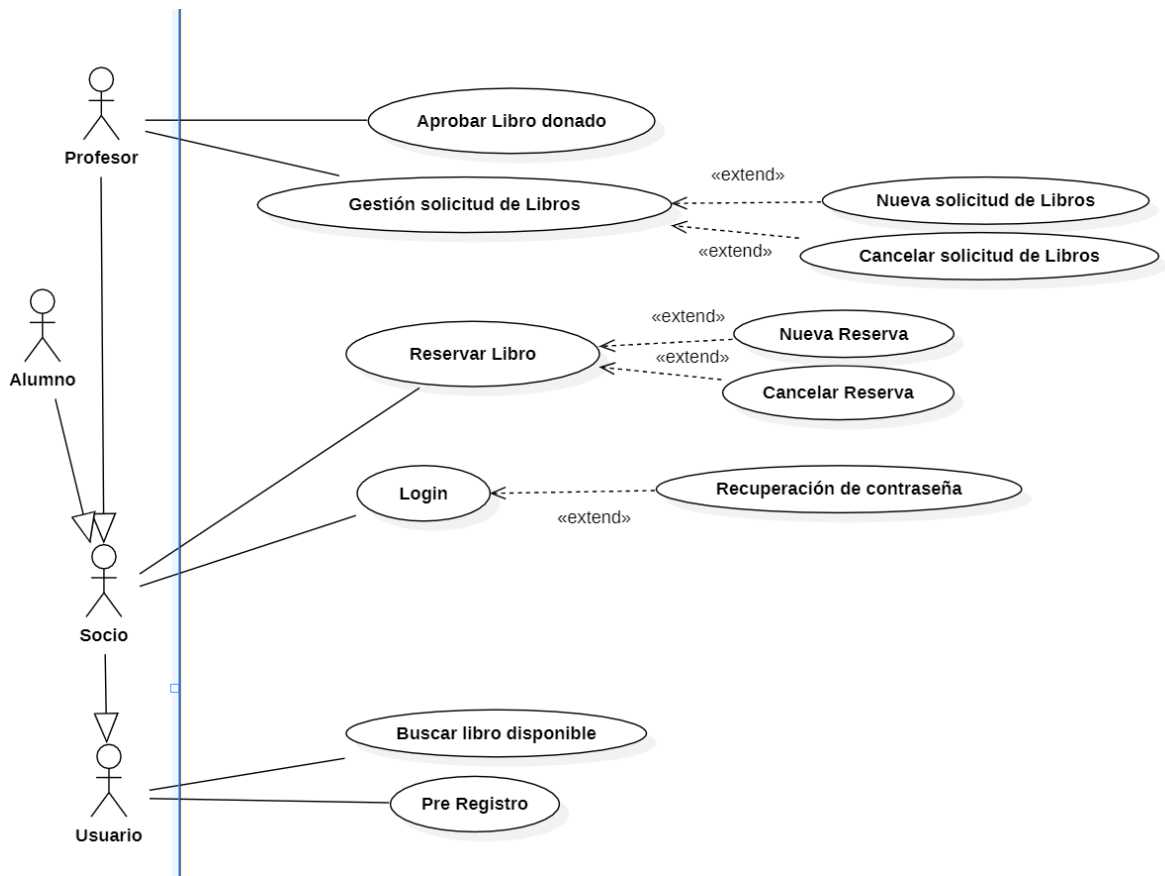 Profesor
Aprobar Libro donado
Gestión solicitud de Libros
«extend»
Nueva solicitud de Libros
«extend»
Cancelar solicitud de Libros
Alumno
Reservar Libro
«extend»
Nueva Reserva
«extend»
Cancelar Reserva
Login
Recuperación de contraseña
«extend»
Socio
Buscar libro disponible
Pre Registro
Usuario